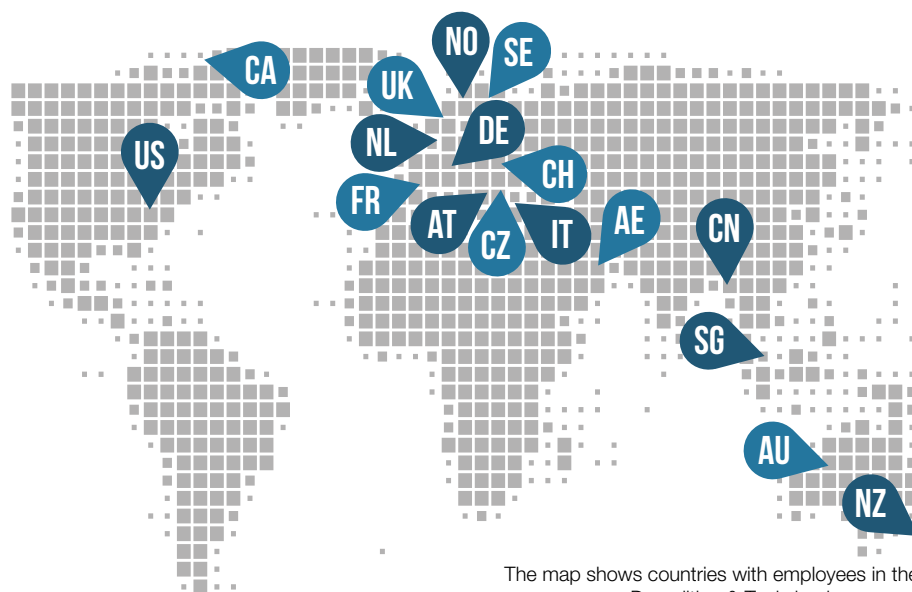 NO
SE
CA
UK
DE
NL
US
CH
FR
AE
AT
IT
CN
CZ
SG
AU
NZ
The map shows countries with employees in the